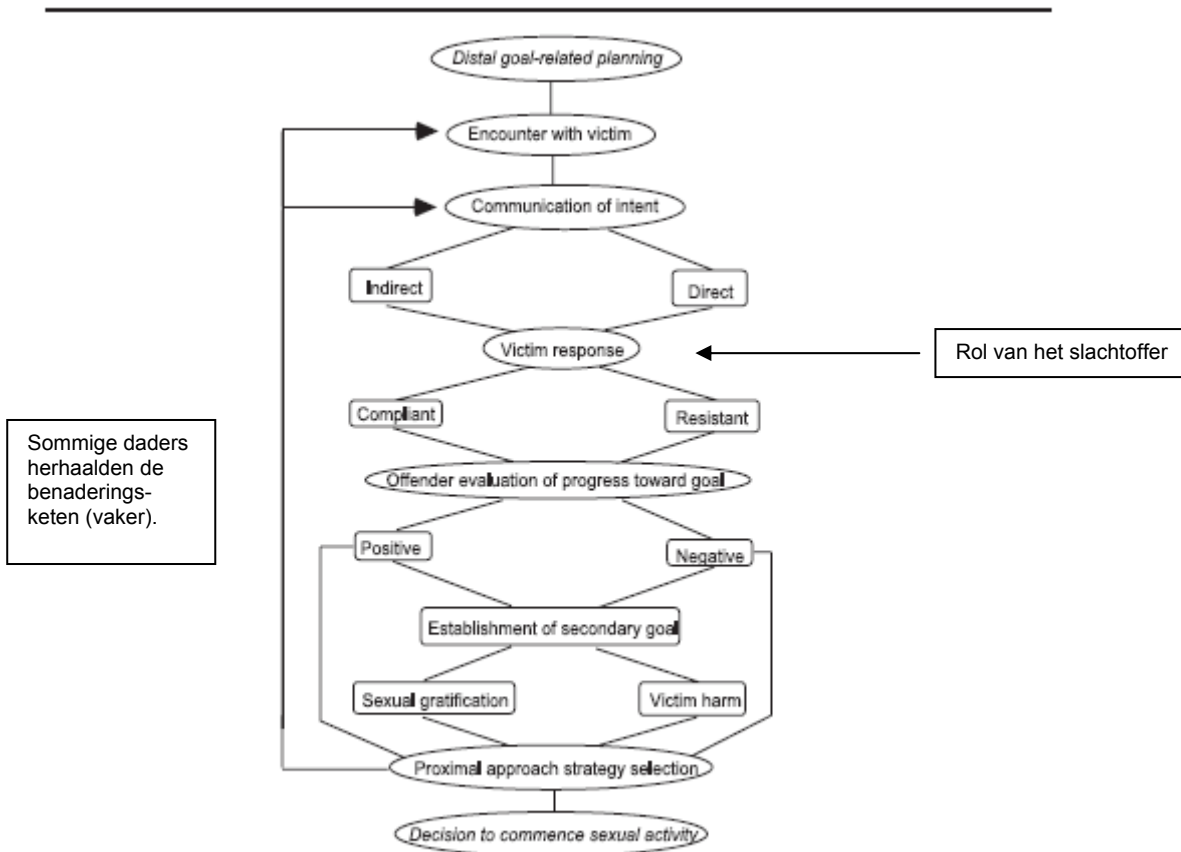 Distal goal-related planning
Encounter with victim
Communication of intent
Indirect
Direct
Victim response
Rol van het slachtoffer
Compliant
Resistant
Sommige daders
herhaalden de
benaderings-
keten (vaker).
Offender evaluation of progress toward goal
Positive
Negative
Establishment of secondary goal
Sexual gratification
Victim harm
Proximal approach strategy selection
Decision to commence sexual activity